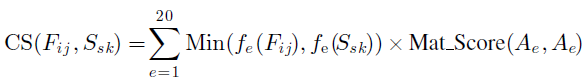 CS(F_{ij}, S_{sk}) = \sum_{e=1}^{20} Min(f_e(F_{ij}), f_e(S_{sk})) × Mat_Score(A_e, A_e)